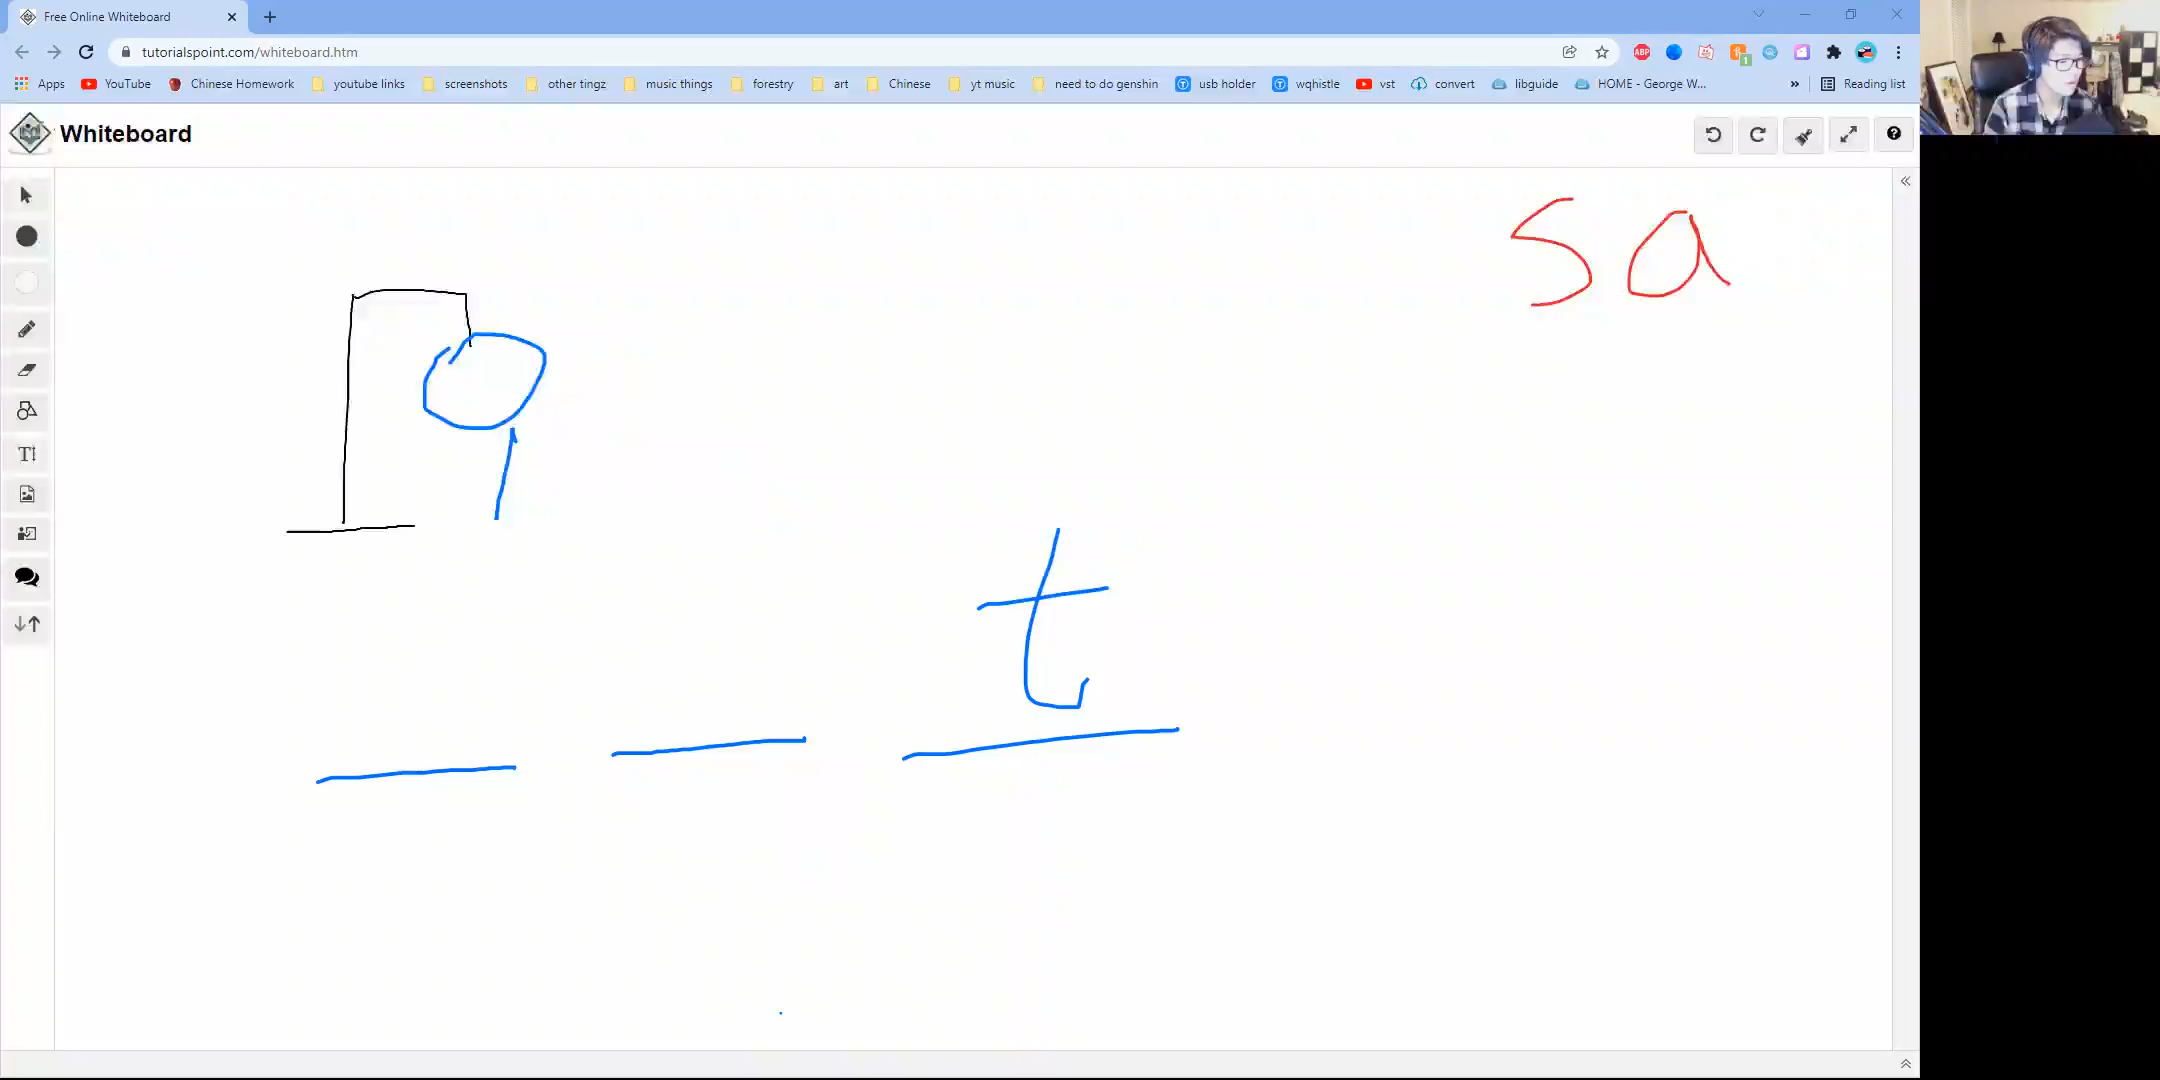 Free Online Whiteboard
tutorialspoint.com/whiteboard.htm
ABP
1
Apps YouTube Chinese Homework youtube links screenshots other tingz music things forestry art Chinese yt music need to do genshin usb holder wqhistle vst convert libguide HOME - George W... » Reading list
Whiteboard
s a
t